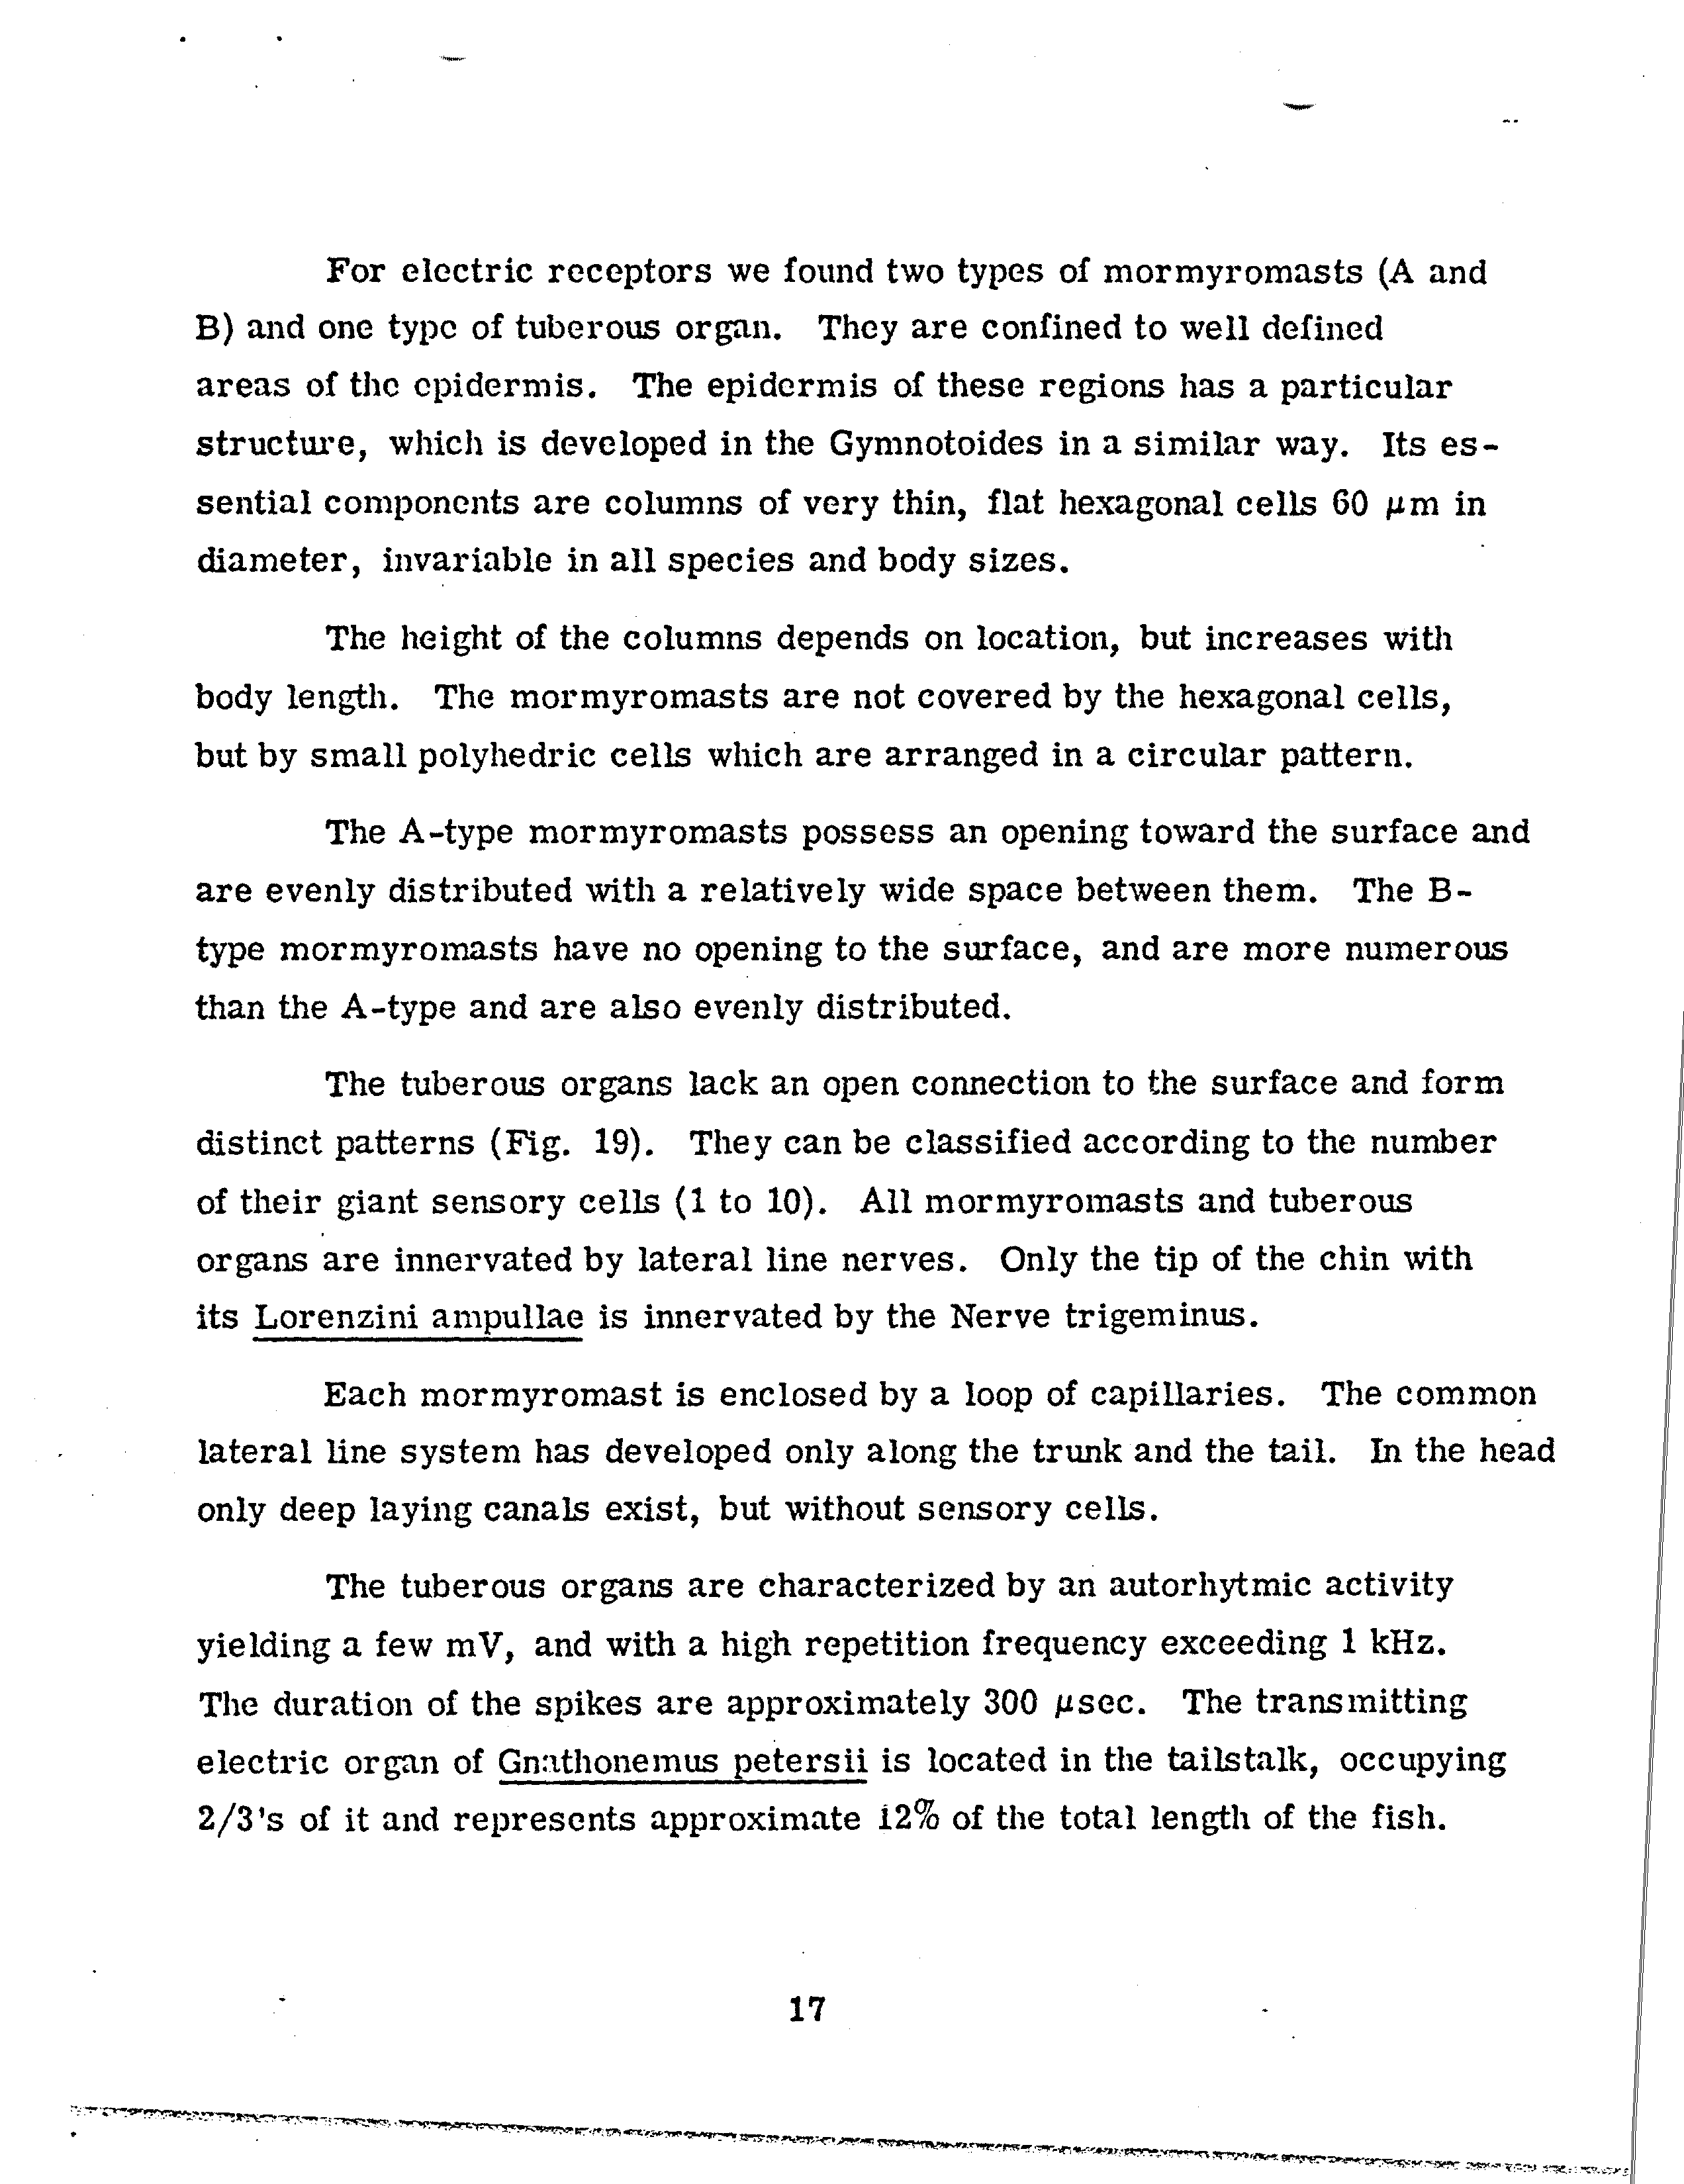 For electric receptors we found two types of mormyromasts (A and
B) and one type of tuberous organ. They are confined to well defined
areas of the epidermis. The epidermis of these regions has a particular
structure, which is developed in the Gymnotoides in a similar way. Its es-
sential components are columns of very thin, flat hexagonal cells 60 μm in
diameter, invariable in all species and body sizes.
The height of the columns depends on location, but increases with
body length. The mormyromasts are not covered by the hexagonal cells,
but by small polyhedric cells which are arranged in a circular pattern.
The A-type mormyromasts possess an opening toward the surface and
are evenly distributed with a relatively wide space between them. The B-
type mormyromasts have no opening to the surface, and are more numerous
than the A-type and are also evenly distributed.
The tuberous organs lack an open connection to the surface and form
distinct patterns (Fig. 19). They can be classified according to the number
of their giant sensory cells (1 to 10). All mormyromasts and tuberous
organs are innervated by lateral line nerves. Only the tip of the chin with
its Lorenzini ampullae is innervated by the Nerve trigeminus.
Each mormyromast is enclosed by a loop of capillaries. The common
lateral line system has developed only along the trunk and the tail. In the head
only deep laying canals exist, but without sensory cells.
The tuberous organs are characterized by an autorhytmic activity
yielding a few mV, and with a high repetition frequency exceeding 1 kHz.
The duration of the spikes are approximately 300 μsec. The transmitting
electric organ of Gnathonemus petersii is located in the tailstalk, occupying
2/3's of it and represents approximate 12% of the total length of the fish.
17